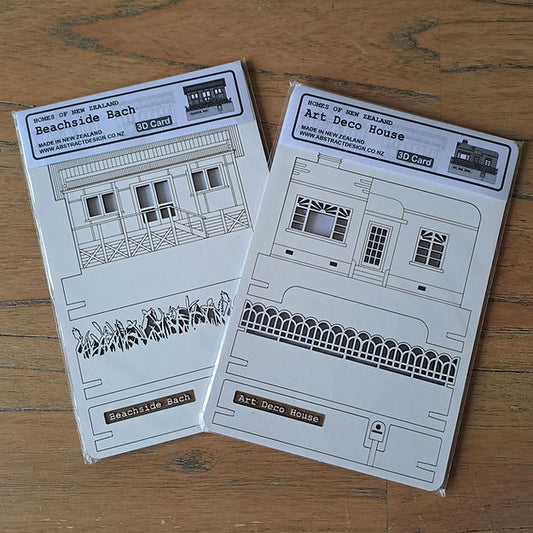 HOMES OF NEW ZEALAND
Beachside Bach
MADE IN NEW ZEALAND
WWW.ABSTRACTDESIGN.CO.NZ
3D Card
Beachside Bach
HOMES OF NEW ZEALAND
Art Deco House
MADE IN NEW ZEALAND
WWW.ABSTRACTDESIGN.CO.NZ
3D Card
Art Deco House